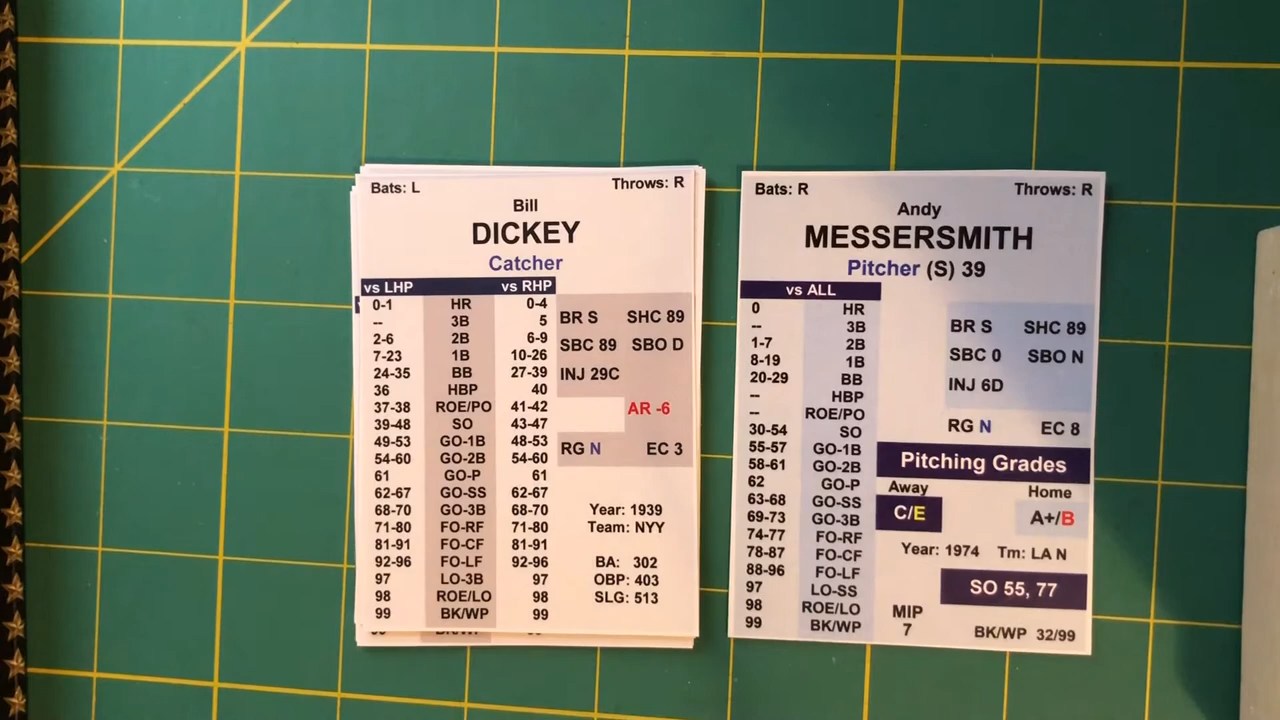 Bats: L Throws: R
Bill
DICKEY
Catcher
vs LHP vs RHP
0-1 HR 0-4
-- 3B 5
2-6 2B 6-9
7-23 1B 10-26
24-35 BB 27-39
36 HBP 40
37-38 ROE/PO 41-42
39-48 SO 43-47
49-53 GO-1B 48-53
54-60 GO-2B 54-60
61 GO-P 61
62-67 GO-SS 62-67
68-70 GO-3B 68-70
71-80 FO-RF 71-80
81-91 FO-CF 81-91
92-96 FO-LF 92-96
97 LO-3B 97
98 ROE/LO 98
99 BK/WP 99
BR S SHC 89
SBC 89 SBO D
INJ 29C
AR -6
RG N EC 3
Year: 1939
Team: NYY
BA: 302
OBP: 403
SLG: 513
Bats: R Throws: R
Andy
MESSERSMITH
Pitcher (S) 39
vs ALL
0 HR
-- 3B
1-7 2B
8-19 1B
20-29 BB
-- HBP
-- ROE/PO
30-54 SO
55-57 GO-1B
58-61 GO-2B
62 GO-P
63-68 GO-SS
69-73 GO-3B
74-77 FO-RF
78-87 FO-CF
88-96 FO-LF
97 LO-SS
98 ROE/LO
99 BK/WP
BR S SHC 89
SBC 0 SBO N
INJ 6D
RG N EC 8
Pitching Grades
Away Home
C/E A+/B
Year: 1974 Tm: LA N
SO 55, 77
MIP
7
BK/WP 32/99